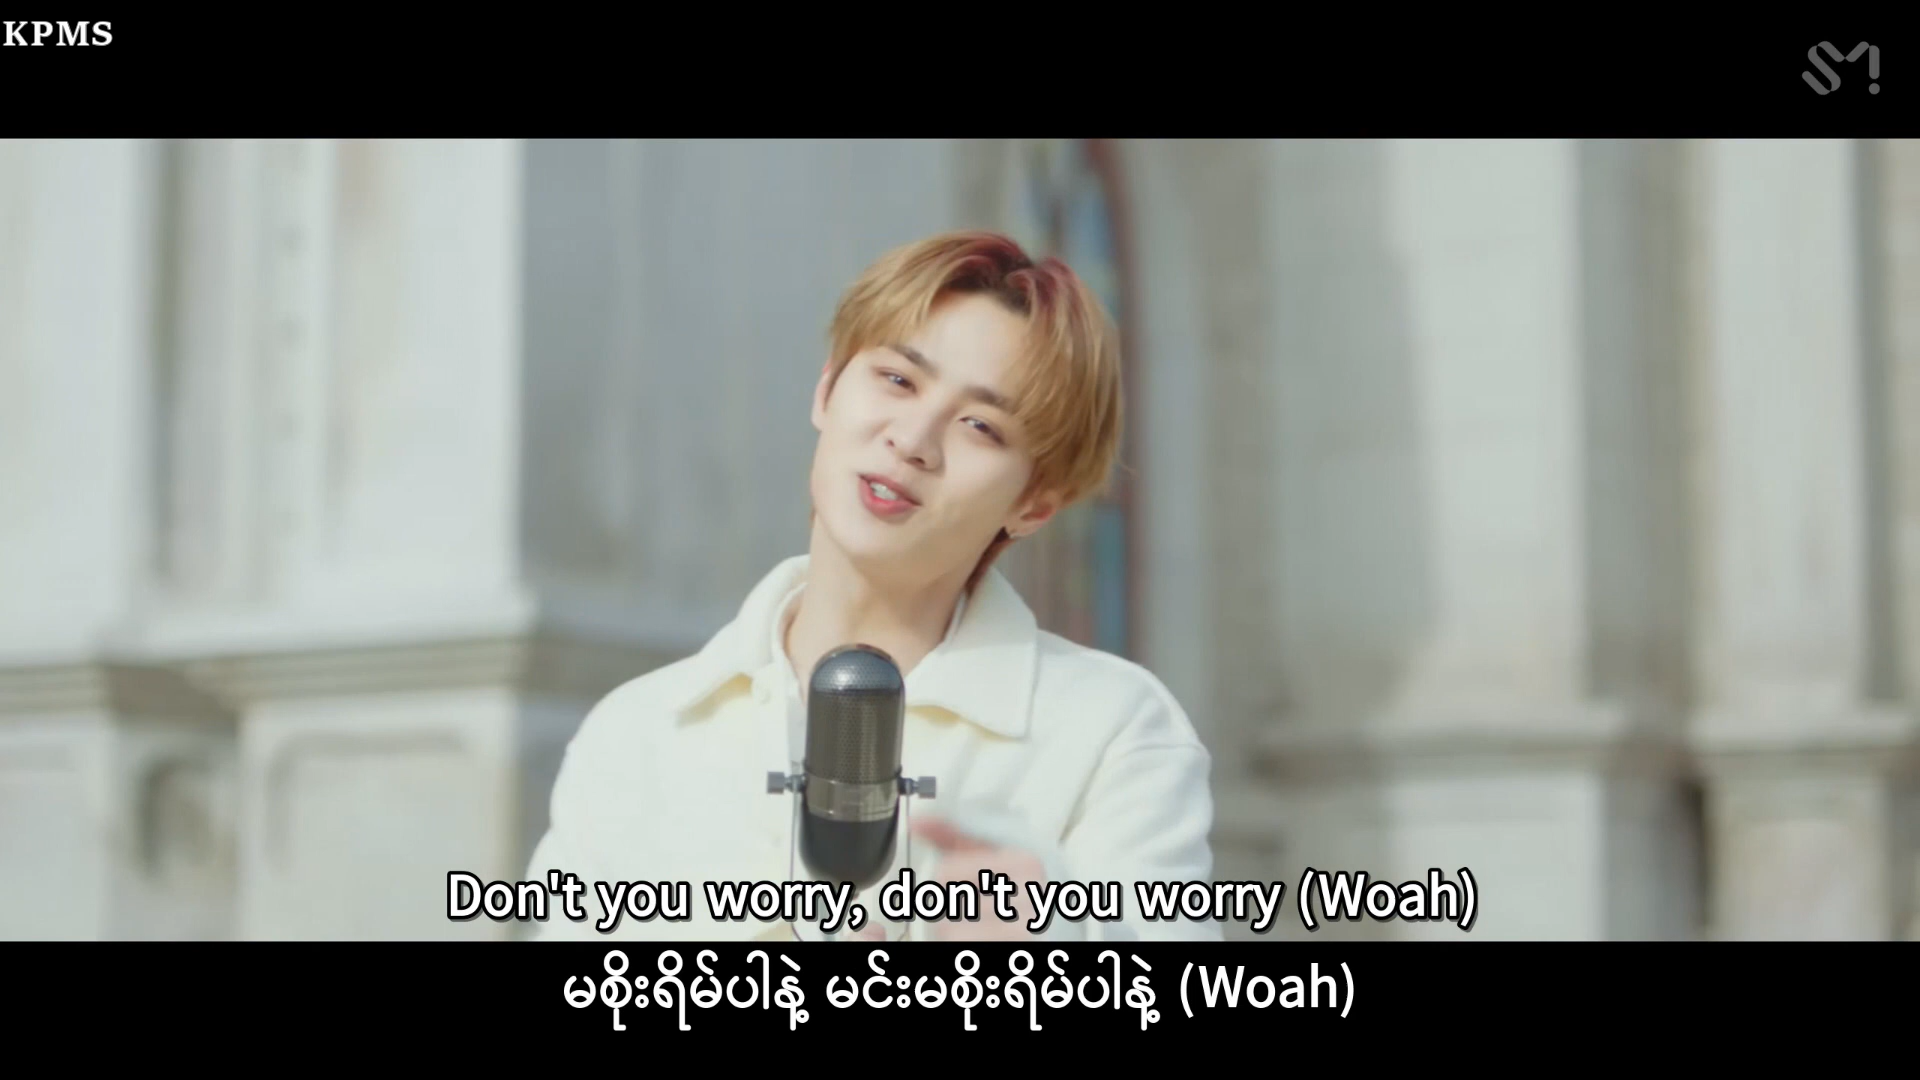 KPMS
SM!
Don't you worry, don't you worry (Woah)
မစိုးရိမ်ပါနဲ့ မင်းမစိုးရိမ်ပါနဲ့ (Woah)